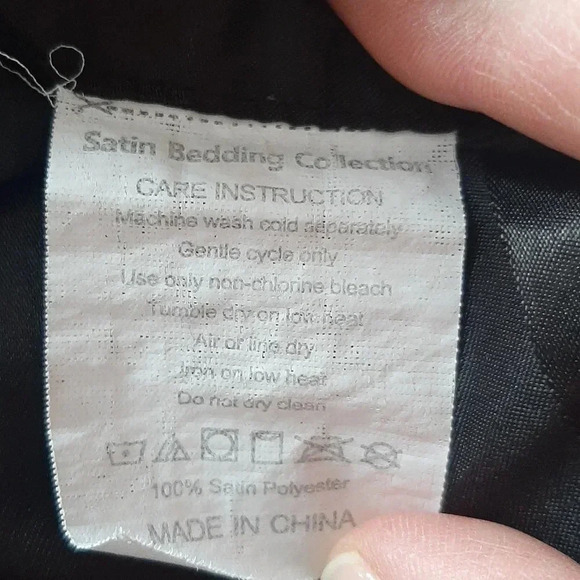 Satin Bedding Collection
CARE INSTRUCTION
Machine wash cold separately
Gentle cycle only
Use only non-chlorine bleach
Tumble dry on low heat
Air or line dry
Iron on low heat
Do not dry clean
100% Satin Polyester
MADE IN CHINA